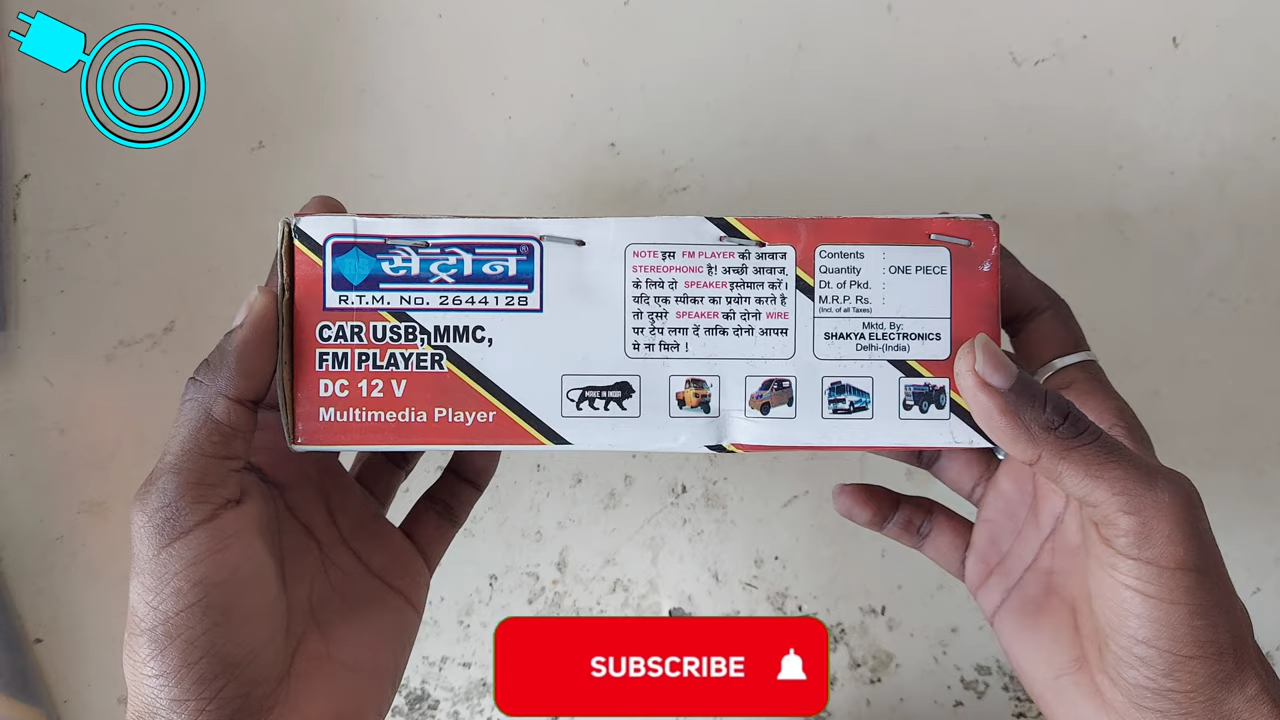 सैट्रोन ®
R.T.M. No. 2644128
CAR USB, MMC,
FM PLAYER
DC 12 V
Multimedia Player
NOTE इस FM PLAYER की आवाज
STEREOPHONIC है! अच्छी आवाज.
के लिये दो SPEAKER इस्तेमाल करें।
यदि एक स्पीकर का प्रयोग करते है
तो दुसरे SPEAKER की दोनो WIRE
पर टेप लगा दें ताकि दोनो आपस
मे ना मिले !
Contents :
Quantity : ONE PIECE
Dt. of Pkd. :
M.R.P. Rs. :
(Incl. of all Taxes)
Mktd. By:
SHAKYA ELECTRONICS
Delhi-(India)
MAKE IN INDIA
SUBSCRIBE